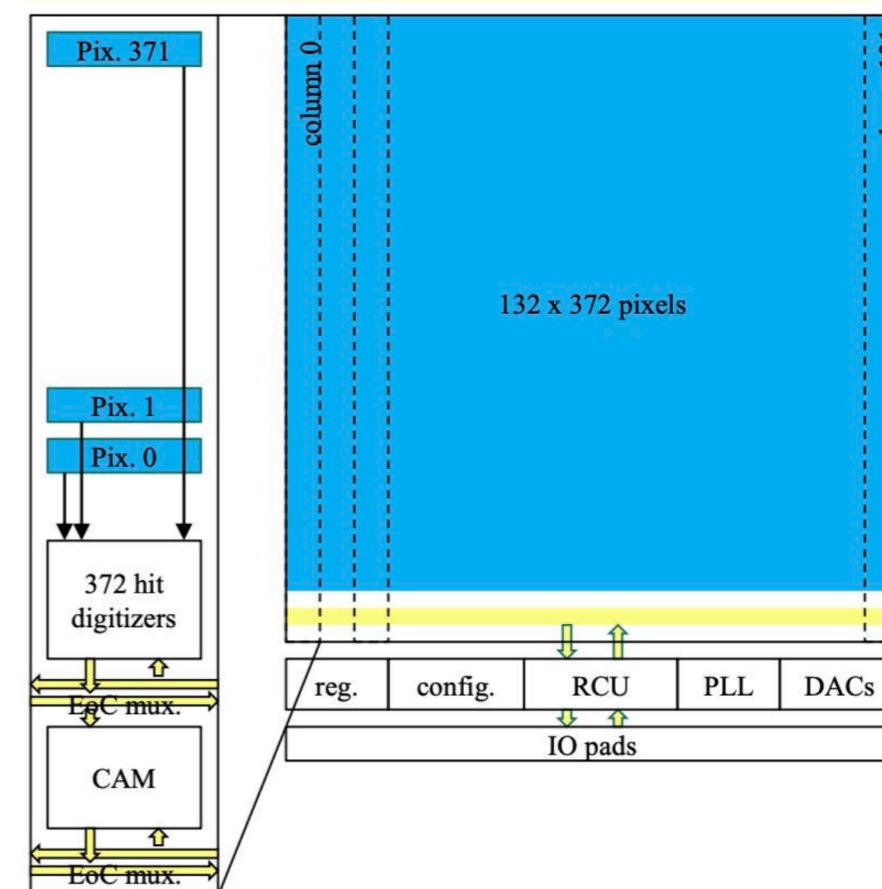 Pix. 371
Pix. 1
Pix. 0
372 hit
digitizers
EoC mux.
CAM
EoC mux.
column 0
132 x 372 pixels
reg.
config.
RCU
PLL
DACs
IO pads